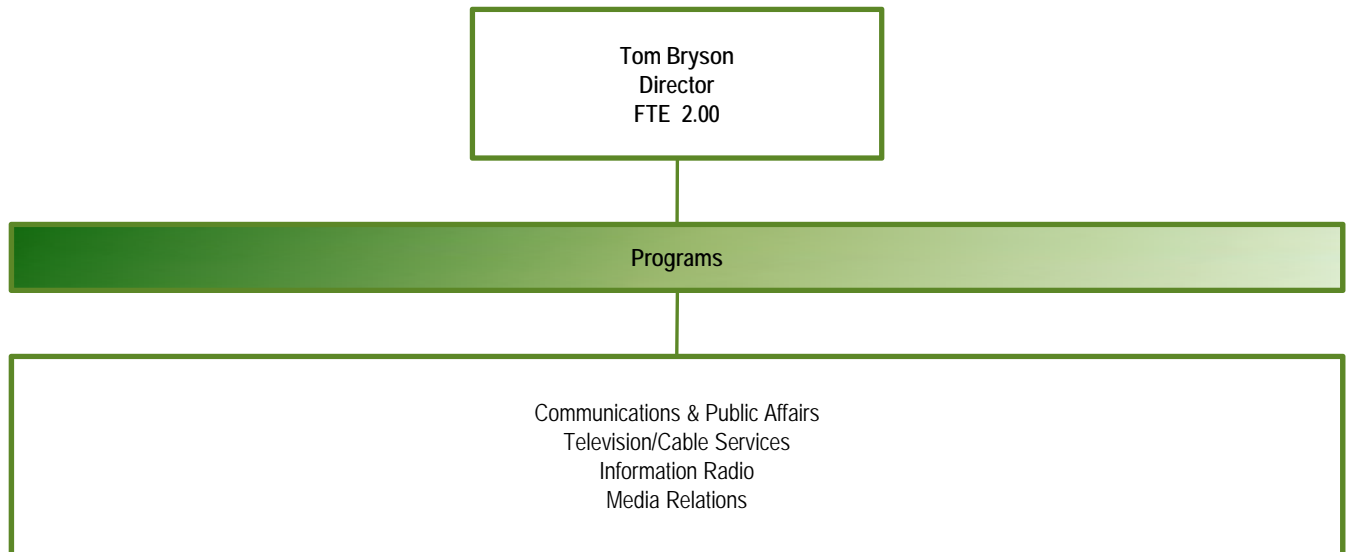 Tom Bryson
Director
FTE 2.00
Programs
Communications & Public Affairs
Television/Cable Services
Information Radio
Media Relations